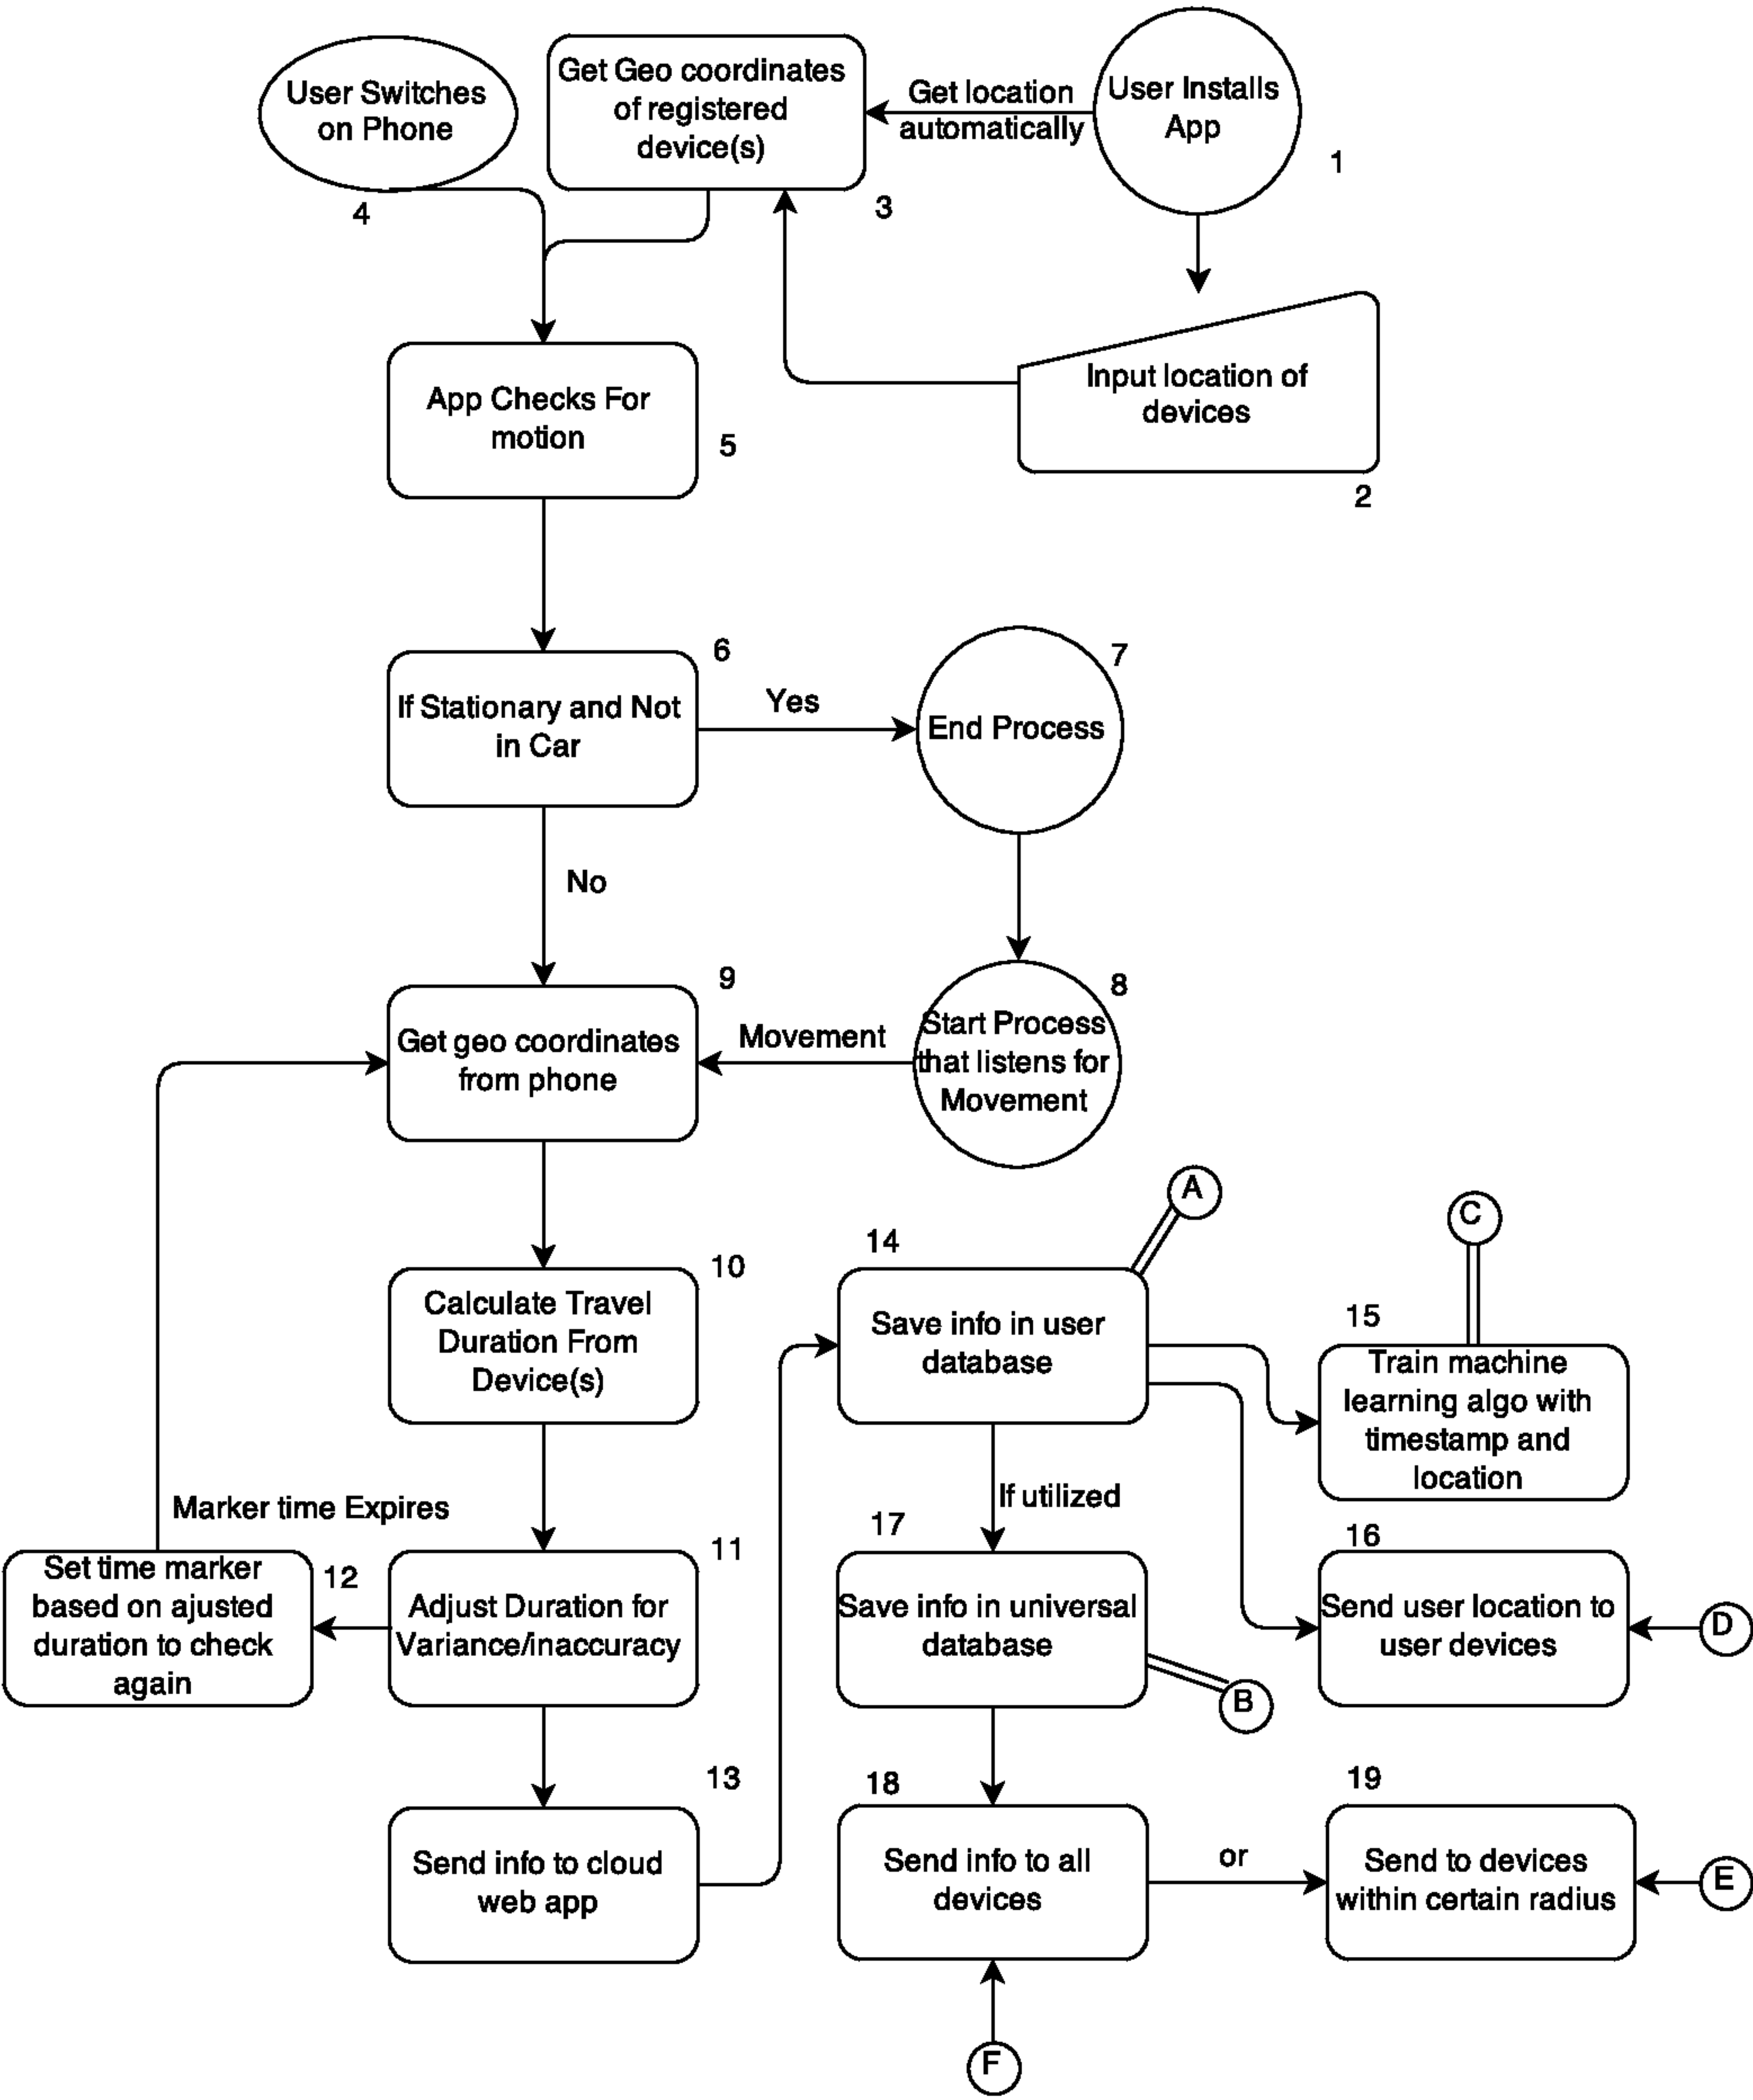 User Switches
on Phone
4
Get Geo coordinates
of registered
device(s)
3
Get location
automatically
User Installs
App
1
Input location of
devices
2
App Checks For
motion
5
If Stationary and Not
in Car
6
Yes
End Process
7
No
Get geo coordinates
from phone
9
Movement
Start Process
that listens for
Movement
8
Calculate Travel
Duration From
Device(s)
10
Marker time Expires
Set time marker
based on ajusted
duration to check
again
12
Adjust Duration for
Variance/inaccuracy
11
Send info to cloud
web app
13
A
14
Save info in user
database
C
15
Train machine
learning algo with
timestamp and
location
If utilized
17
Save info in universal
database
B
16
Send user location to
user devices
D
18
Send info to all
devices
or
19
Send to devices
within certain radius
E
F